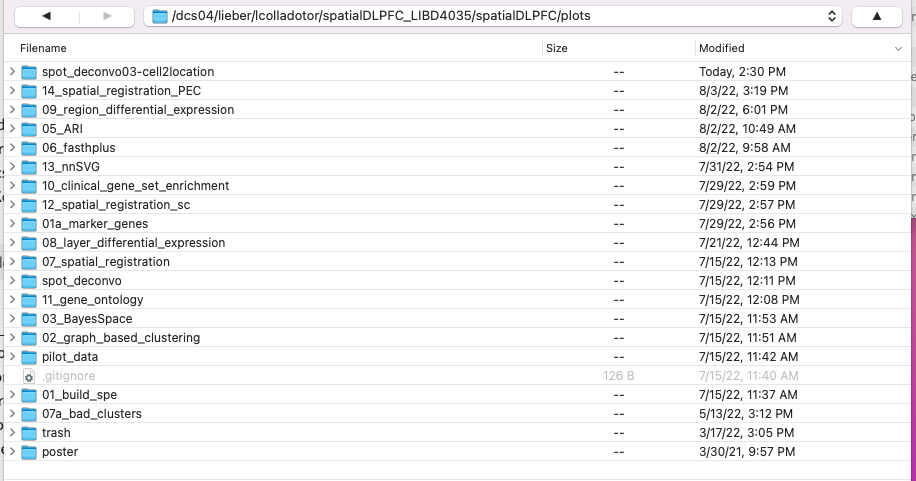 /dcs04/lieber/lcolladotor/spatialDLPFC_LIBD4035/spatialDLPFC/plots
Filename Size Modified
spot_deconvo03-cell2location -- Today, 2:30 PM
14_spatial_registration_PEC -- 8/3/22, 3:19 PM
09_region_differential_expression -- 8/2/22, 6:01 PM
05_ARI -- 8/2/22, 10:49 AM
06_fasthplus -- 8/2/22, 9:58 AM
13_nnSVG -- 7/31/22, 2:54 PM
10_clinical_gene_set_enrichment -- 7/29/22, 2:59 PM
12_spatial_registration_sc -- 7/29/22, 2:57 PM
01a_marker_genes -- 7/29/22, 2:56 PM
08_layer_differential_expression -- 7/21/22, 12:44 PM
07_spatial_registration -- 7/15/22, 12:13 PM
spot_deconvo -- 7/15/22, 12:11 PM
11_gene_ontology -- 7/15/22, 12:08 PM
03_BayesSpace -- 7/15/22, 11:53 AM
02_graph_based_clustering -- 7/15/22, 11:51 AM
pilot_data -- 7/15/22, 11:42 AM
.gitignore 126 B 7/15/22, 11:40 AM
01_build_spe -- 7/15/22, 11:37 AM
07a_bad_clusters -- 5/13/22, 3:12 PM
trash -- 3/17/22, 3:05 PM
poster -- 3/30/21, 9:57 PM